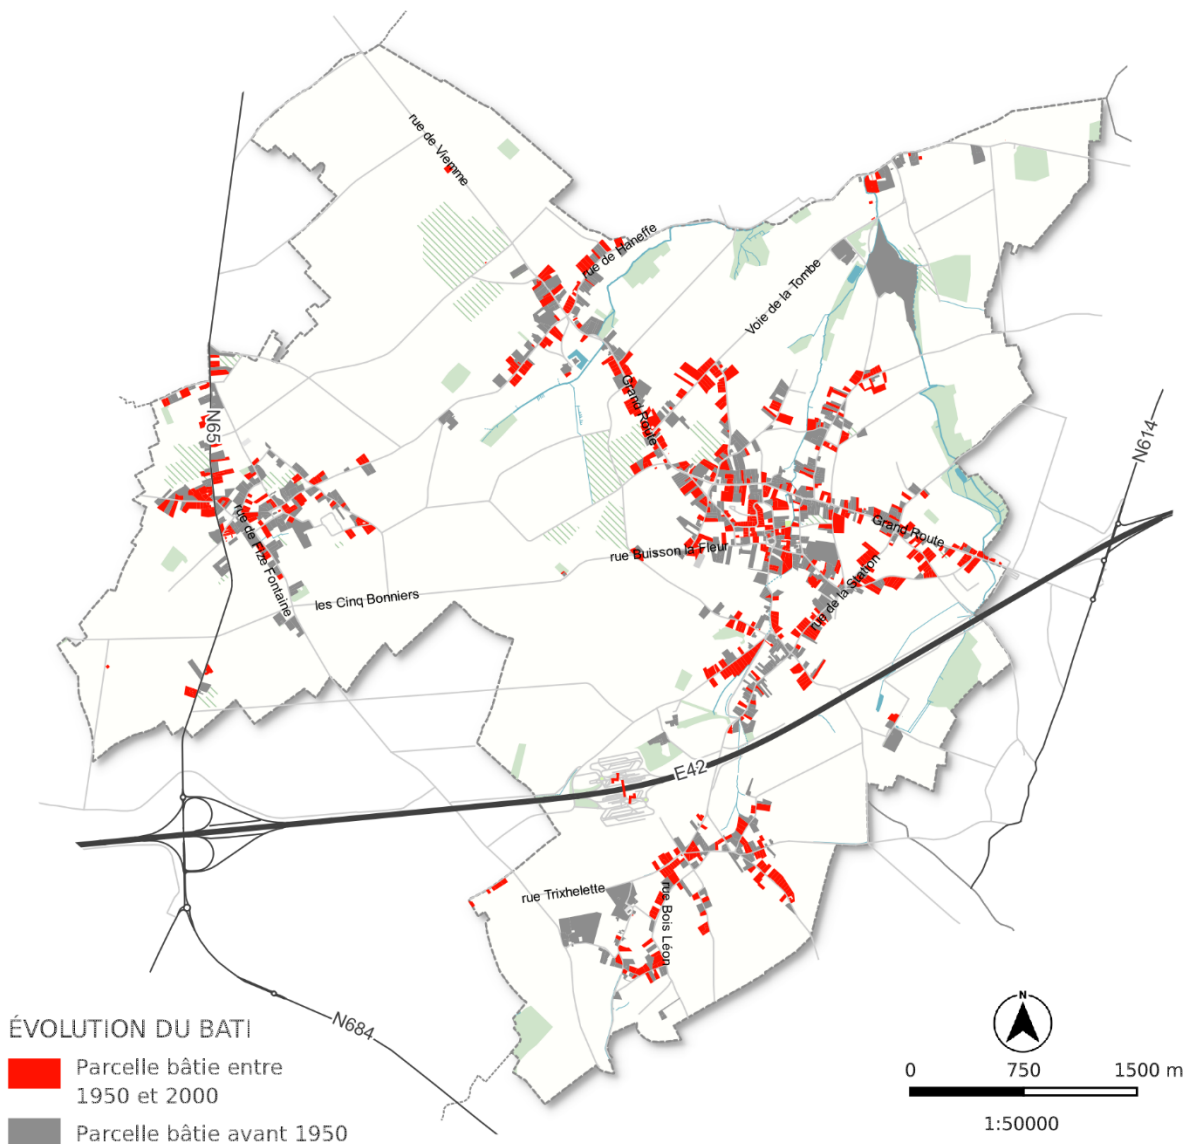 rue de Viemme
rue de Haneffe
Voie de la Tombe
Grand Route
N65
N614
rue de Fize Fontaine
Grand Route
rue Buisson la Fleur
rue de la Station
les Cinq Bonniers
E42
rue Trixhelette
rue Bois Léon
N684
ÉVOLUTION DU BATI
Parcelle bâtie entre
1950 et 2000
Parcelle bâtie avant 1950
N
0 750 1500 m
1:50000